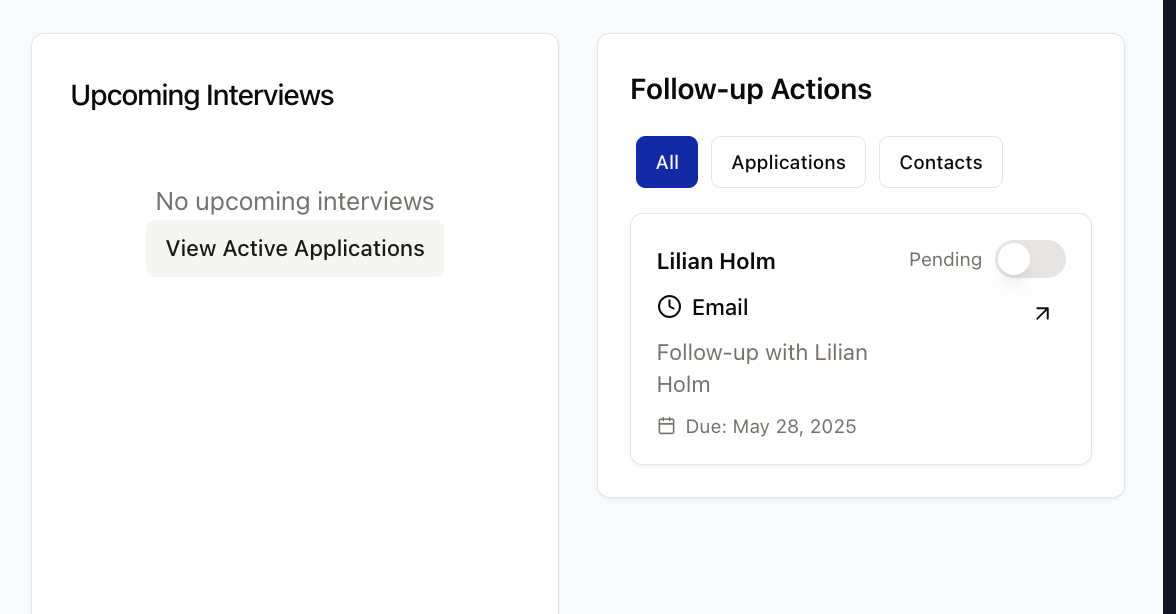 Upcoming Interviews
No upcoming interviews
View Active Applications
Follow-up Actions
All
Applications
Contacts
Lilian Holm
Pending
Email
Follow-up with Lilian
Holm
Due: May 28, 2025